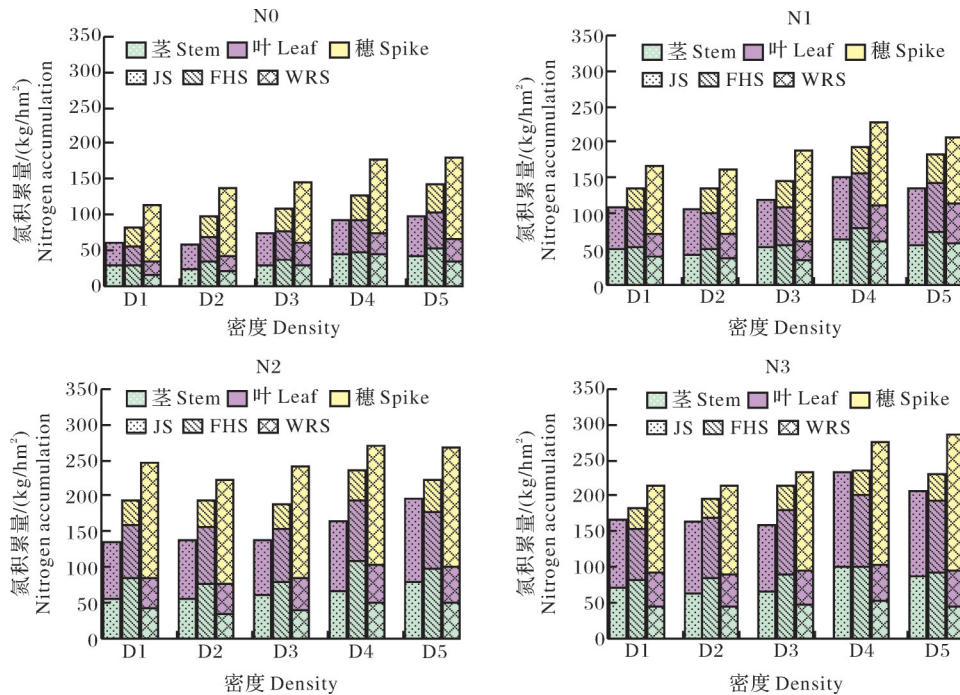 N0
350
300
250
200
150
100
50
0
氮积累量/(kg/hm²)
Nitrogen accumulation
茎 Stem 叶 Leaf 穗 Spike
JS FHS WRS
D1 D2 D3 D4 D5
密度 Density
N1
350
300
250
200
150
100
50
0
氮积累量/(kg/hm²)
Nitrogen accumulation
茎 Stem 叶 Leaf 穗 Spike
JS FHS WRS
D1 D2 D3 D4 D5
密度 Density
N2
350
300
250
200
150
100
50
0
氮积累量/(kg/hm²)
Nitrogen accumulation
茎 Stem 叶 Leaf 穗 Spike
JS FHS WRS
D1 D2 D3 D4 D5
密度 Density
N3
350
300
250
200
150
100
50
0
氮积累量/(kg/hm²)
Nitrogen accumulation
茎 Stem 叶 Leaf 穗 Spike
JS FHS WRS
D1 D2 D3 D4 D5
密度 Density